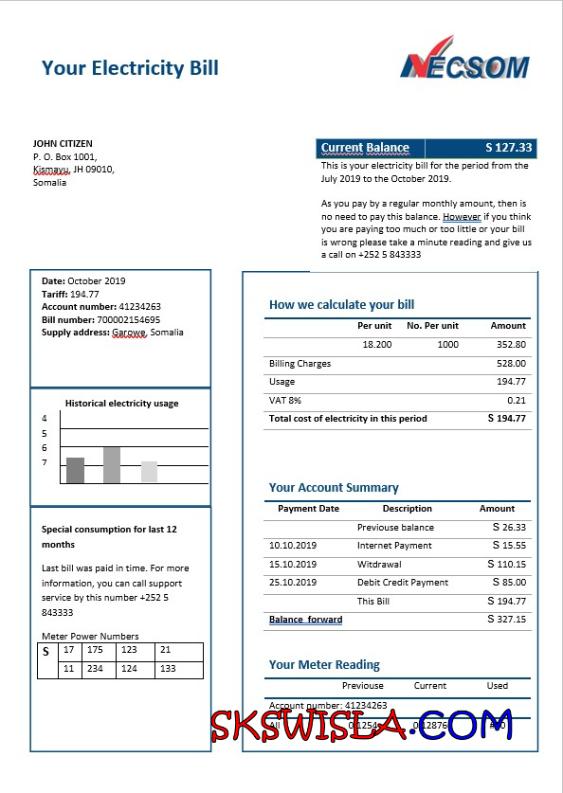 Your Electricity Bill
NECSOM
JOHN CITIZEN
P. O. Box 1001,
Kismayu, JH 09010,
Somalia
Current Balance $ 127.33
This is your electricity bill for the period from the
July 2019 to the October 2019.
As you pay by a regular monthly amount, then is
no need to pay this balance. However if you think
you are paying too much or too little or your bill
is wrong please take a minute reading and give us
a call on +252 5 843333
Date: October 2019
Tariff: 194.77
Account number: 41234263
Bill number: 700002154695
Supply address: Garowe, Somalia
Historical electricity usage
4
5
6
7
Special consumption for last 12
months
Last bill was paid in time. For more
information, you can call support
service by this number +252 5
843333
Meter Power Numbers
S 17 175 123 21
11 234 124 133
How we calculate your bill
Per unit No. Per unit Amount
18.200 1000 352.80
Billing Charges 528.00
Usage 194.77
VAT 8% 0.21
Total cost of electricity in this period $ 194.77
Your Account Summary
Payment Date Description Amount
Previouse balance $ 26.33
10.10.2019 Internet Payment $ 15.55
15.10.2019 Witdrawal $ 110.15
25.10.2019 Debit Credit Payment $ 85.00
This Bill $ 194.77
Balance forward $ 327.15
Your Meter Reading
Previouse Current Used
Account number: 41234263
All
SKSWISLA.COM